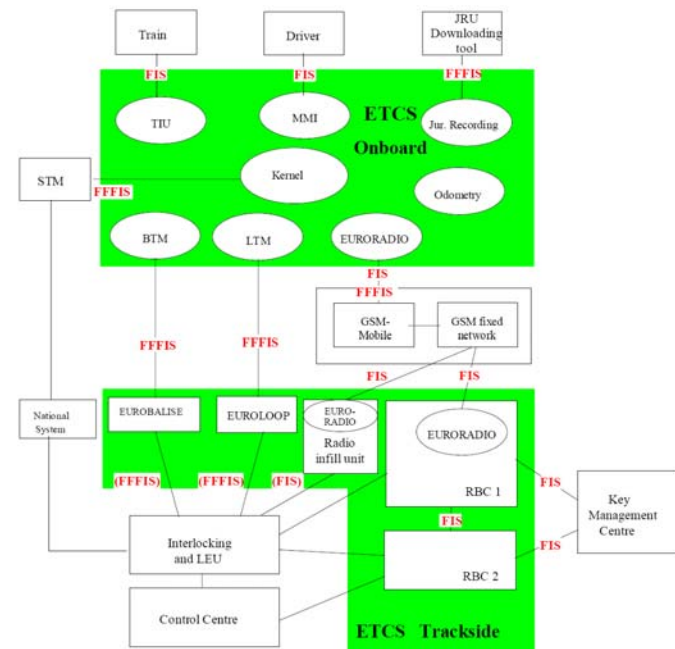 Train
Driver
JRU
Downloading
tool
FIS
FIS
FFFIS
TIU
MMI
ETCS
Jur. Recording
Onboard
Kernel
STM
FFFIS
Odometry
BTM
LTM
EURORADIO
FIS
FFFIS
GSM-
Mobile
GSM fixed
network
FFFIS
FFFIS
FIS
FIS
National
System
EUROBALISE
EUROLOOP
EURO-
RADIO
Radio
infill unit
EURORADIO
(FFFIS)
(FFFIS)
(FIS)
RBC 1
FIS
Key
Management
Centre
FIS
Interlocking
and LEU
FIS
RBC 2
Control Centre
ETCS Trackside